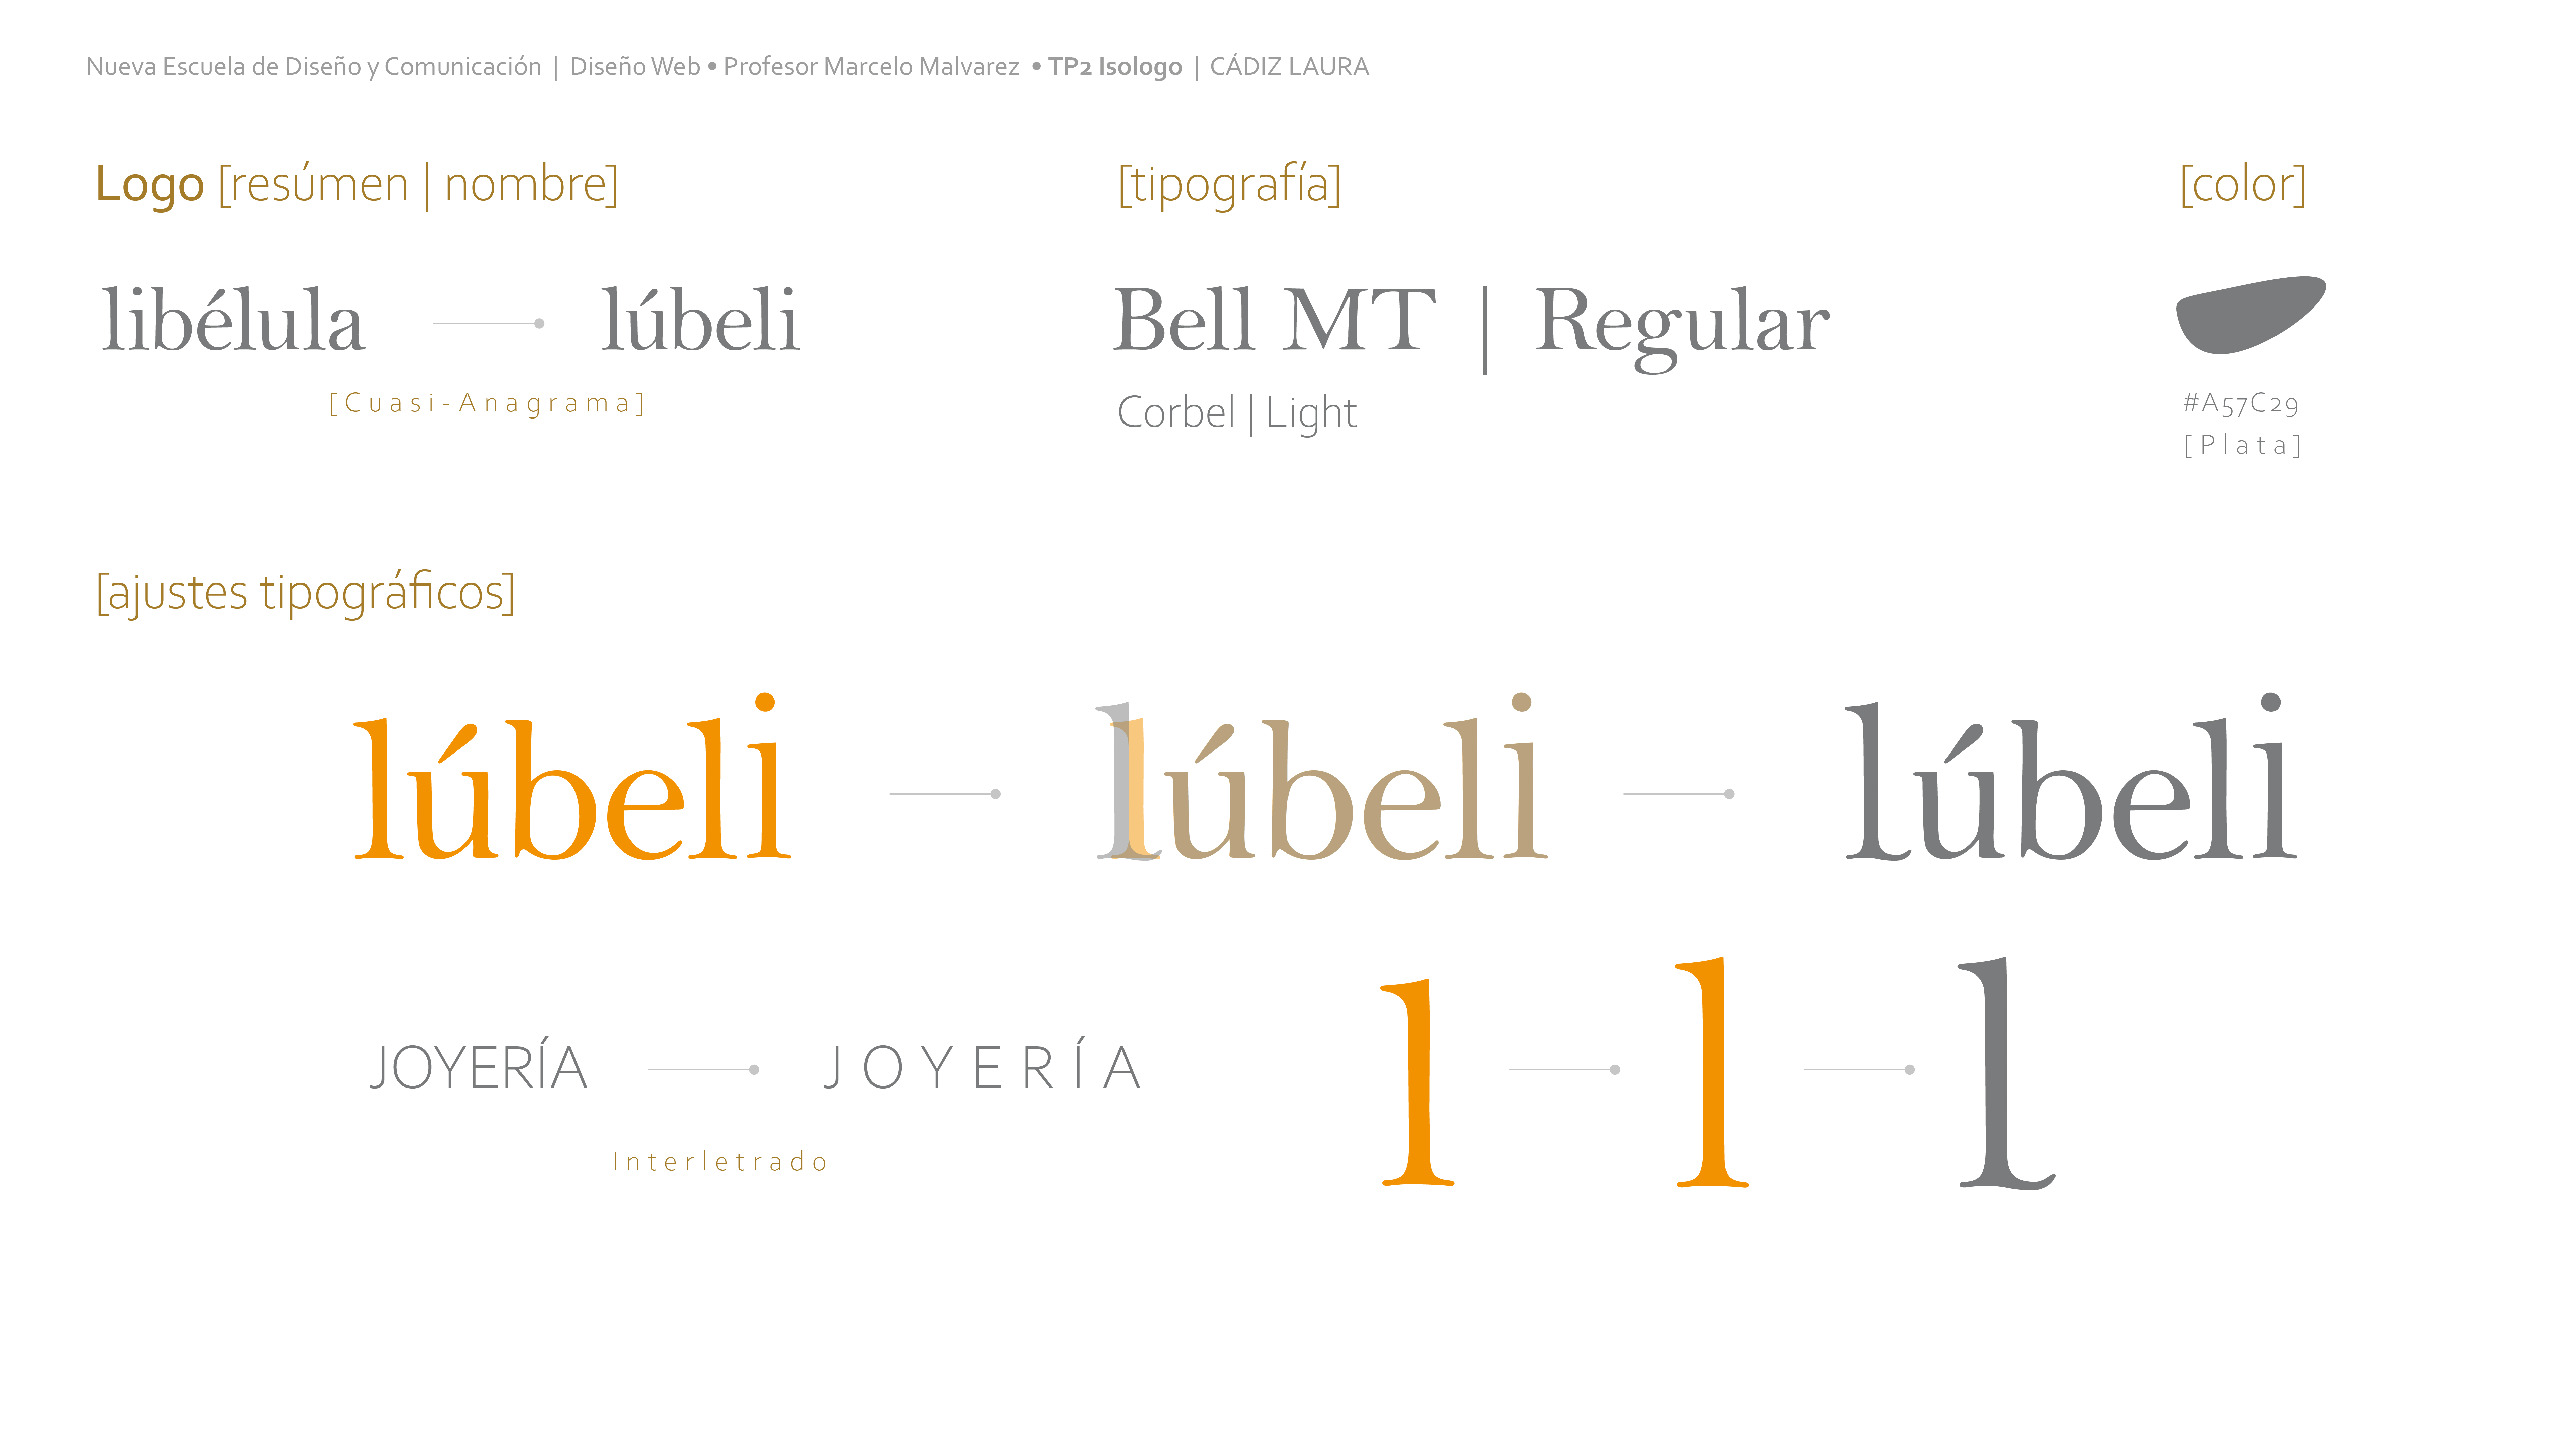 Nueva Escuela de Diseño y Comunicación | Diseño Web • Profesor Marcelo Malvarez • TP2 Isologo | CÁDIZ LAURA
Logo [resúmen | nombre]
libélula lúbeli
[Cuasi-Anagrama]
[tipografía]
Bell MT | Regular
Corbel | Light
[color]
#A57C29
[Plata]
[ajustes tipográficos]
lúbeli lúbeli lúbeli
JOYERÍA JOYERÍA
Interletrado
l l l